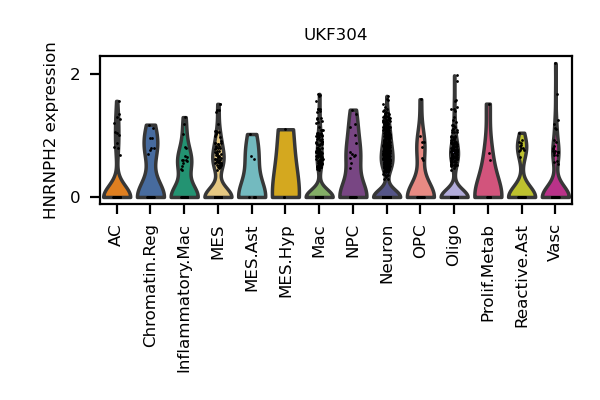 UKF304
HNRNPH2 expression
2
0
AC
Chromatin.Reg
Inflammatory.Mac
MES
MES.Ast
MES.Hyp
Mac
NPC
Neuron
OPC
Oligo
Prolif.Metab
Reactive.Ast
Vasc